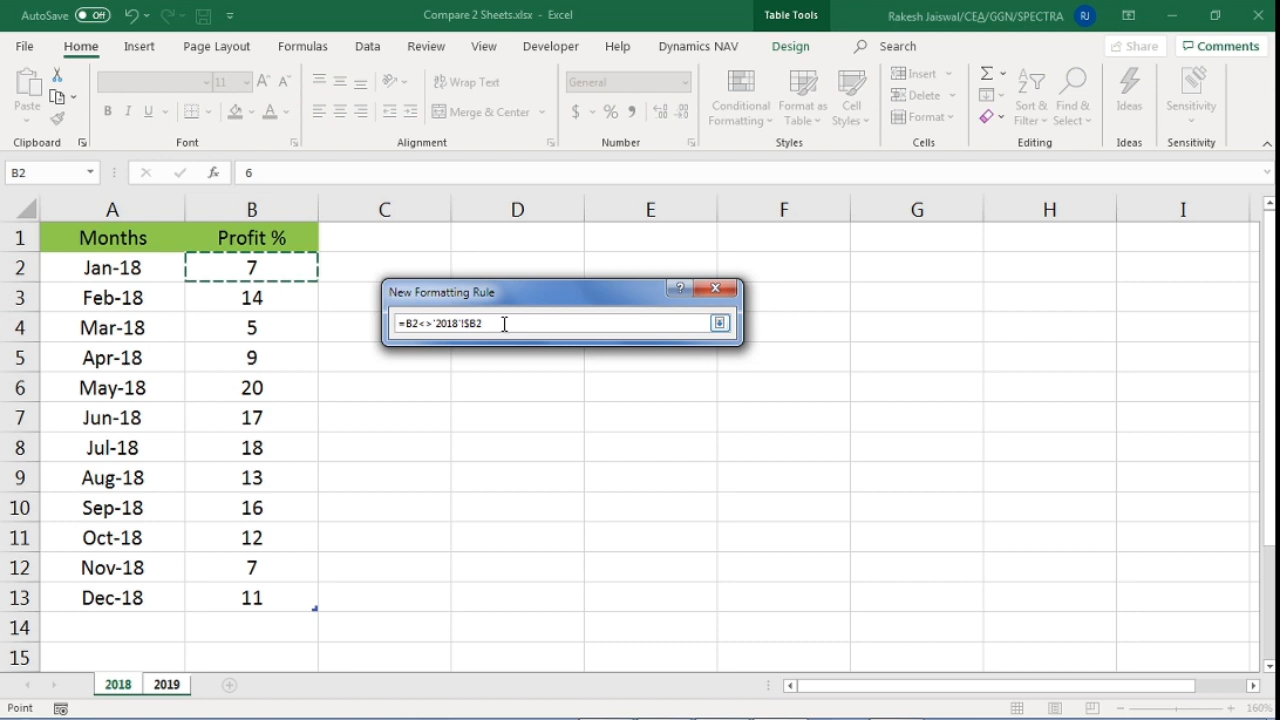 AutoSave Off Compare 2 Sheets.xlsx - Excel Table Tools Rakesh Jaiswal/CEA/GGN/SPECTRA RJ
File Home Insert Page Layout Formulas Data Review View Developer Help Dynamics NAV Design Search Share Comments
Paste 11 A A Wrap Text General Conditional Formatting Format as Table Cell Styles Insert Delete Format Sort & Filter Find & Select Ideas Sensitivity
B I U A Merge & Center $ %
Clipboard Font Alignment Number Styles Cells Editing Ideas Sensitivity
B2 fx 6
A B C D E F G H I
1 Months Profit %
2 Jan-18 7
3 Feb-18 14
4 Mar-18 5
5 Apr-18 9
6 May-18 20
7 Jun-18 17
8 Jul-18 18
9 Aug-18 13
10 Sep-18 16
11 Oct-18 12
12 Nov-18 7
13 Dec-18 11
14
15
New Formatting Rule ?
=B2<>'2018'!$B2
2018 2019
Point 160%